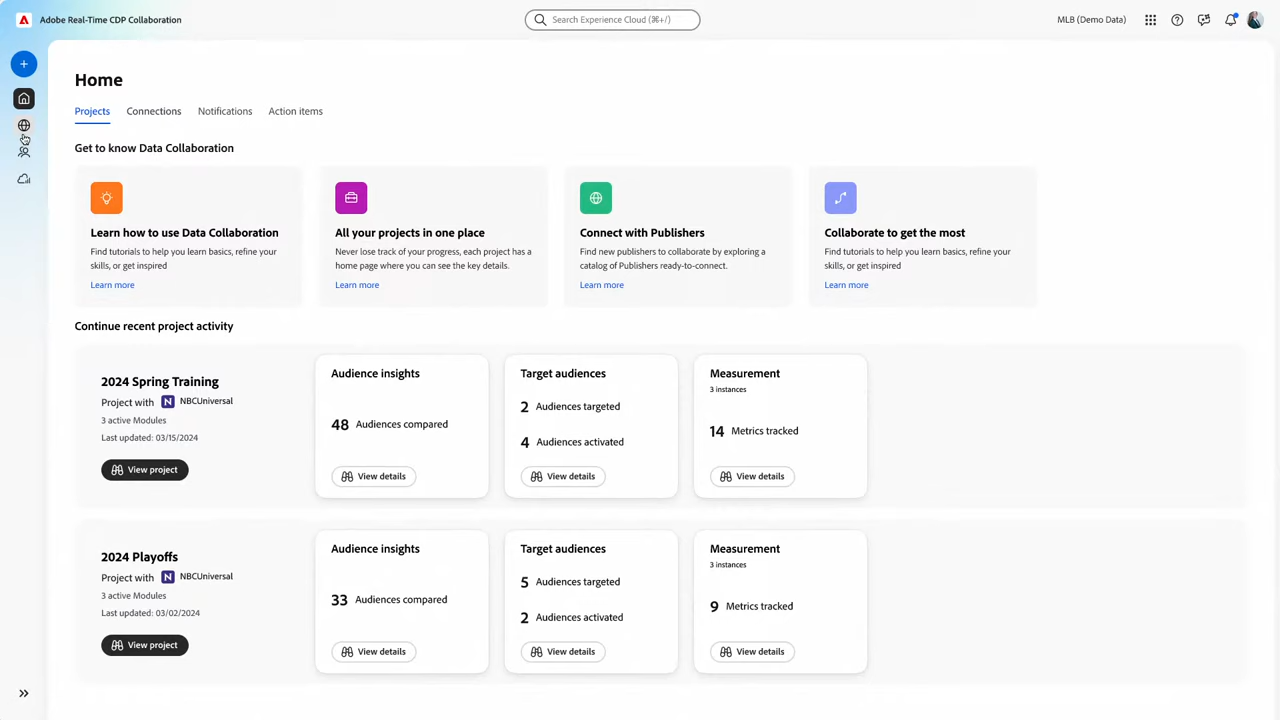 Adobe Real-Time CDP Collaboration
Search Experience Cloud (⌘+/)
MLB (Demo Data)
Home
Projects Connections Notifications Action items
Get to know Data Collaboration
Learn how to use Data Collaboration
Find tutorials to help you learn basics, refine your
skills, or get inspired
Learn more
All your projects in one place
Never lose track of your progress, each project has a
home page where you can see the key details.
Learn more
Connect with Publishers
Find new publishers to collaborate by exploring a
catalog of Publishers ready-to-connect.
Learn more
Collaborate to get the most
Find tutorials to help you learn basics, refine your
skills, or get inspired
Learn more
Continue recent project activity
2024 Spring Training
Project with N NBCUniversal
3 active Modules
Last updated: 03/15/2024
View project
Audience insights
48 Audiences compared
View details
Target audiences
2 Audiences targeted
4 Audiences activated
View details
Measurement
3 instances
14 Metrics tracked
View details
2024 Playoffs
Project with N NBCUniversal
3 active Modules
Last updated: 03/02/2024
View project
Audience insights
33 Audiences compared
View details
Target audiences
5 Audiences targeted
2 Audiences activated
View details
Measurement
3 instances
9 Metrics tracked
View details